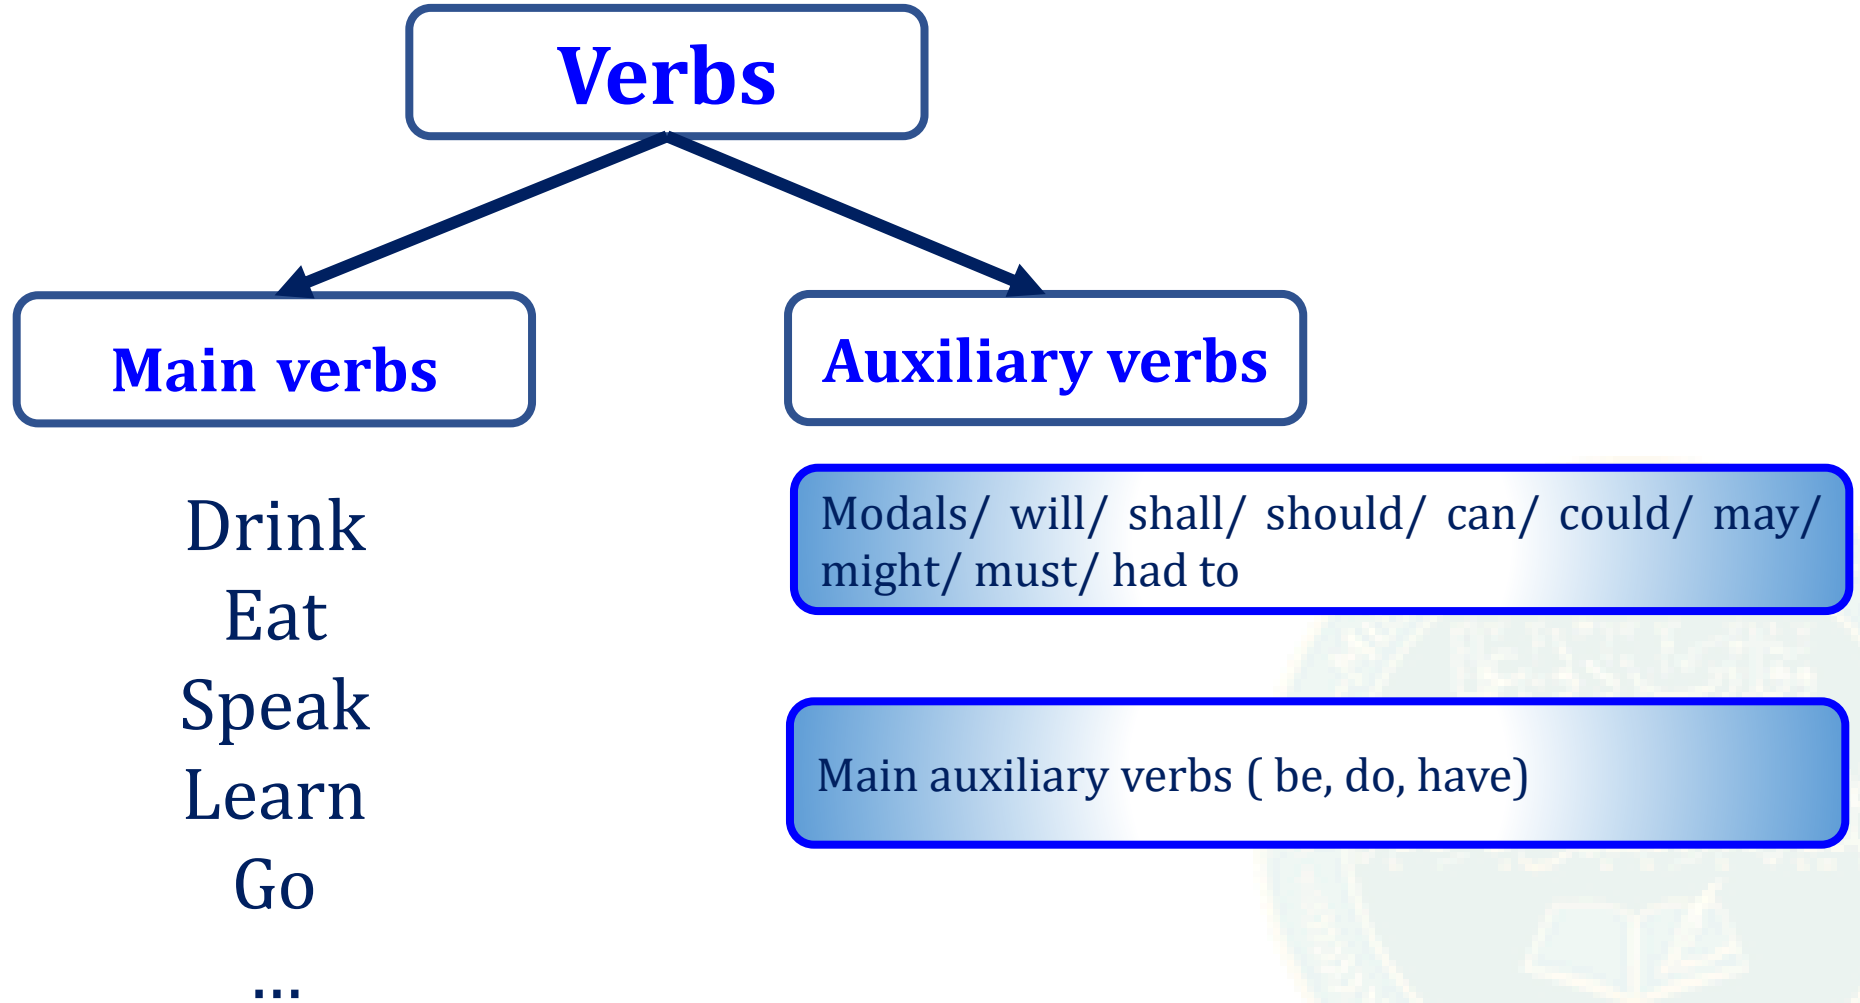 Verbs
Main verbs
Auxiliary verbs
Drink
Eat
Speak
Learn
Go
...
Modals/ will/ shall/ should/ can/ could/ may/
might/ must/ had to
Main auxiliary verbs ( be, do, have)